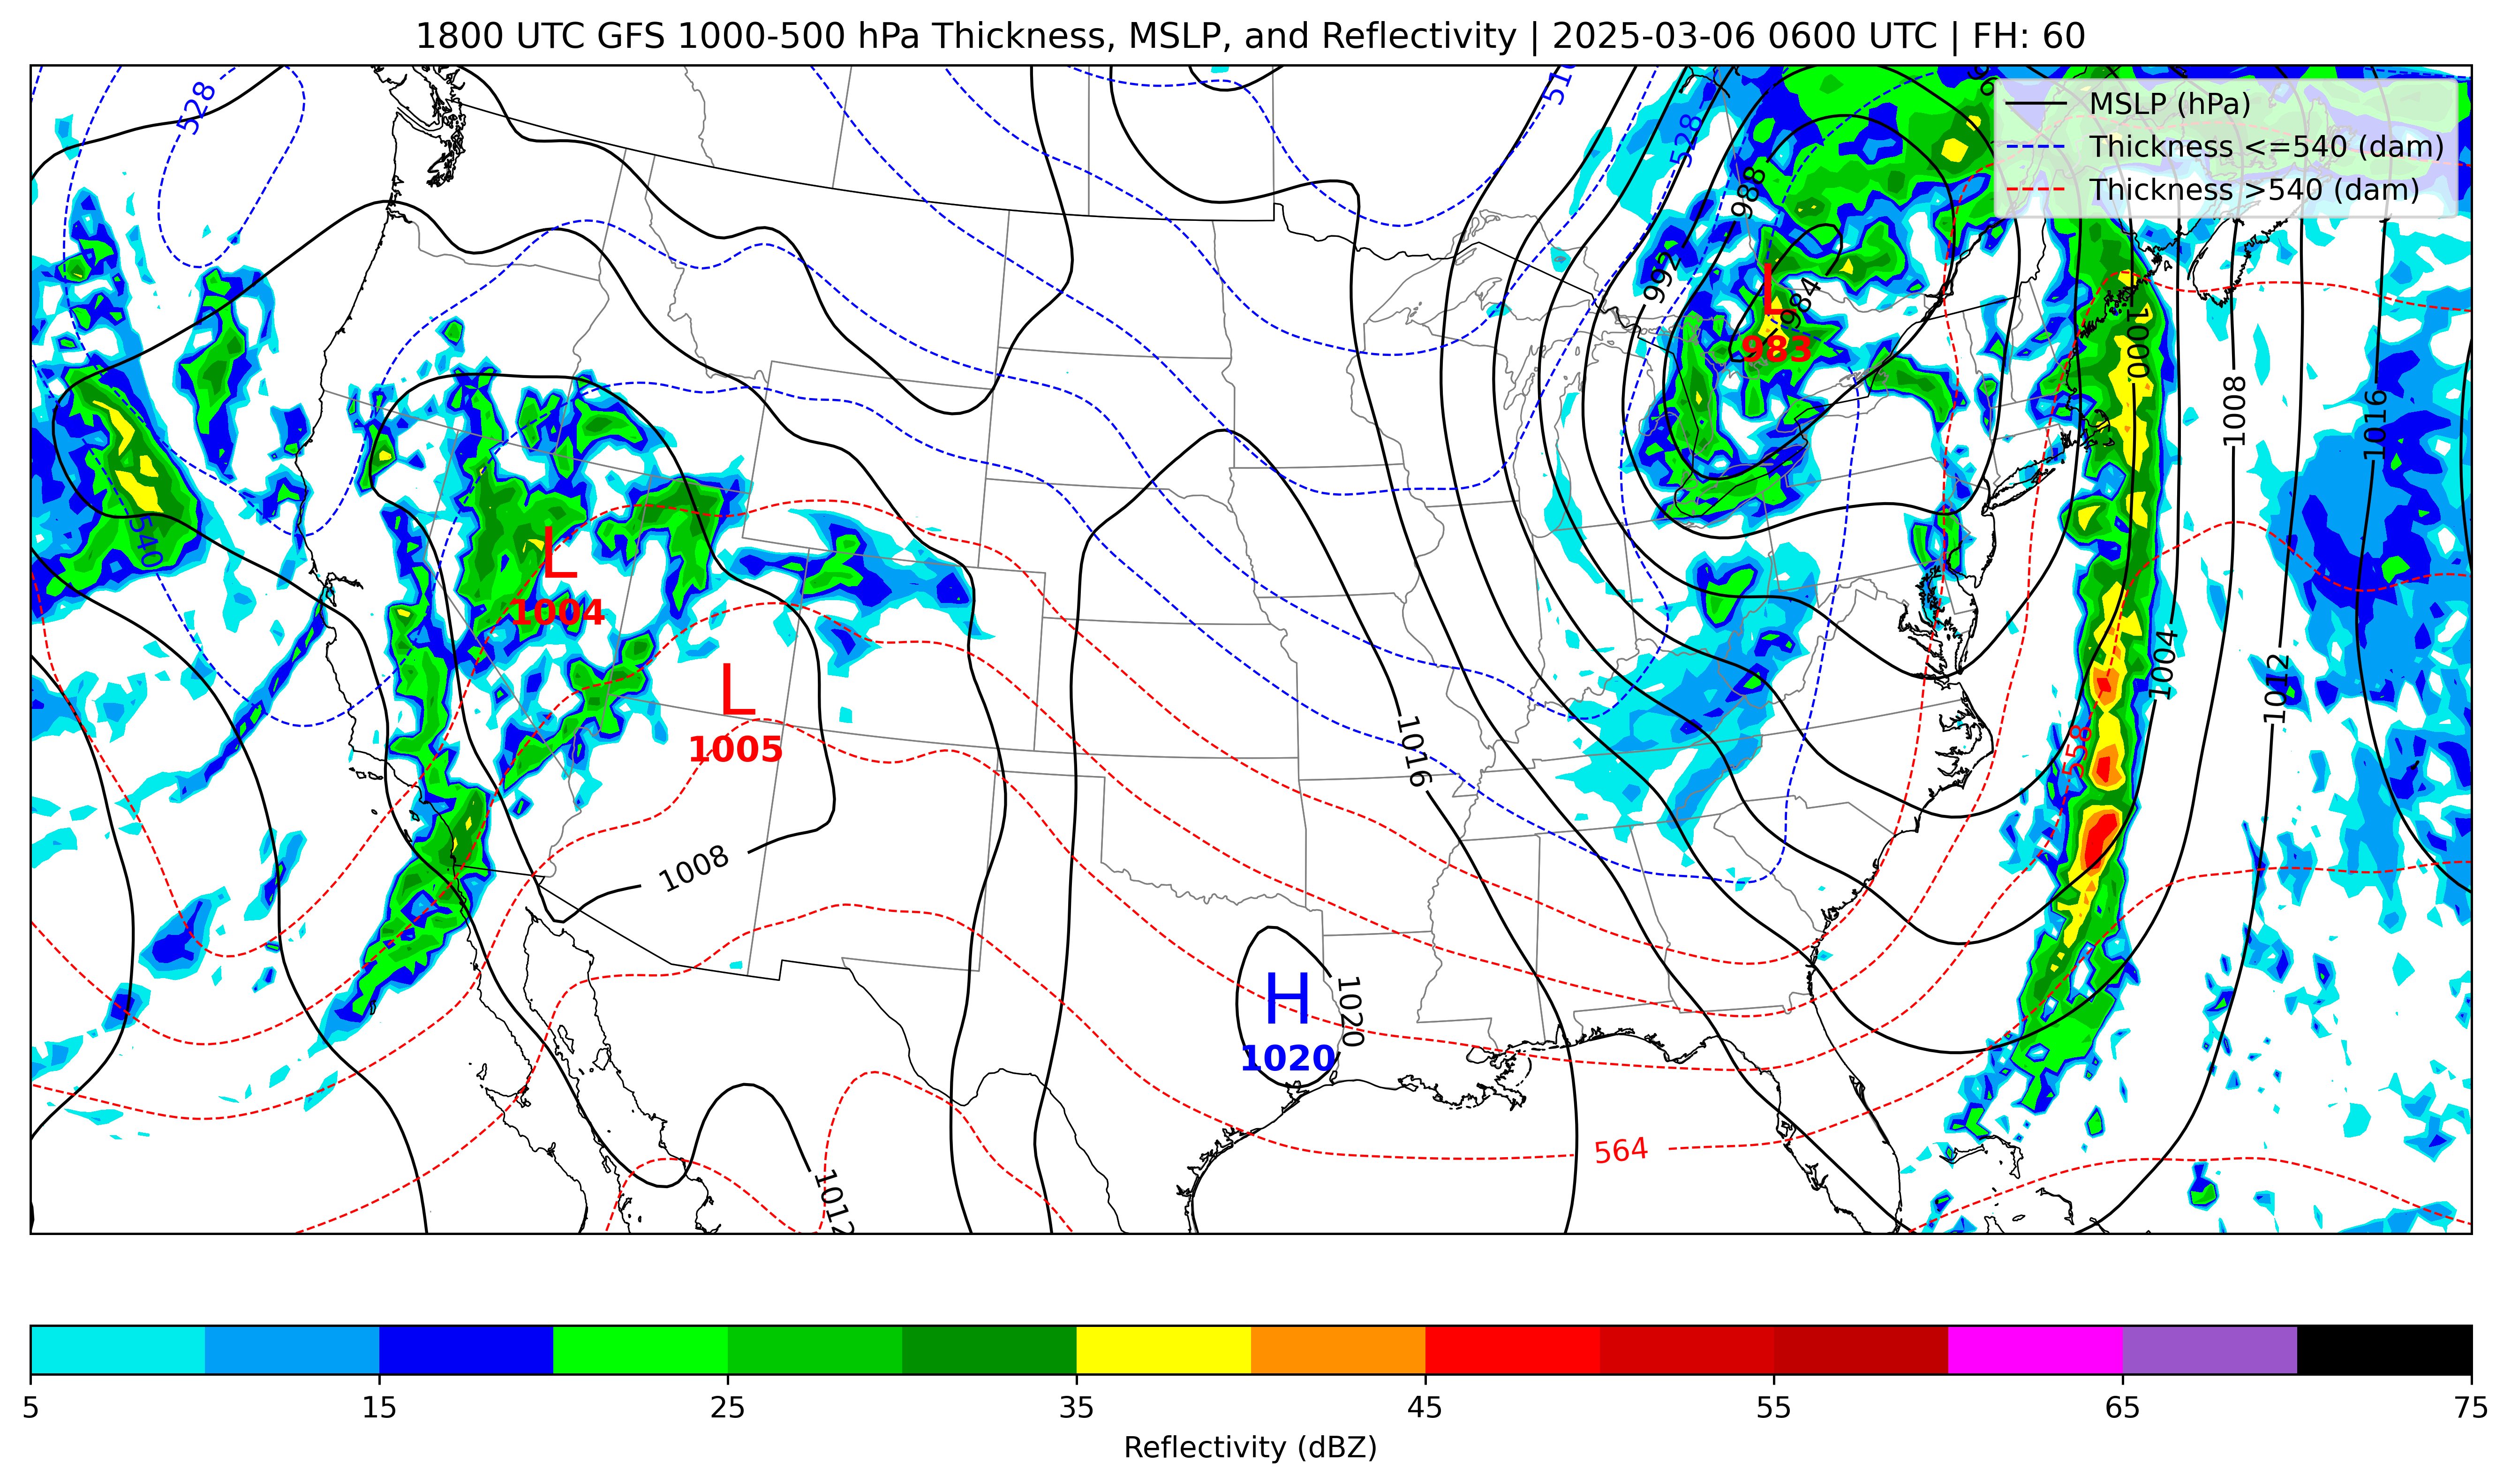 1800 UTC GFS 1000-500 hPa Thickness, MSLP, and Reflectivity | 2025-03-06 0600 UTC | FH: 60
MSLP (hPa)
Thickness <=540 (dam)
Thickness >540 (dam)
528
528
988
992
984
L
983
1000
1008
1016
540
L
1004
1004
1012
L
1005
558
1016
1008
H
1020
1020
564
1012
5 15 25 35 45 55 65 75
Reflectivity (dBZ)